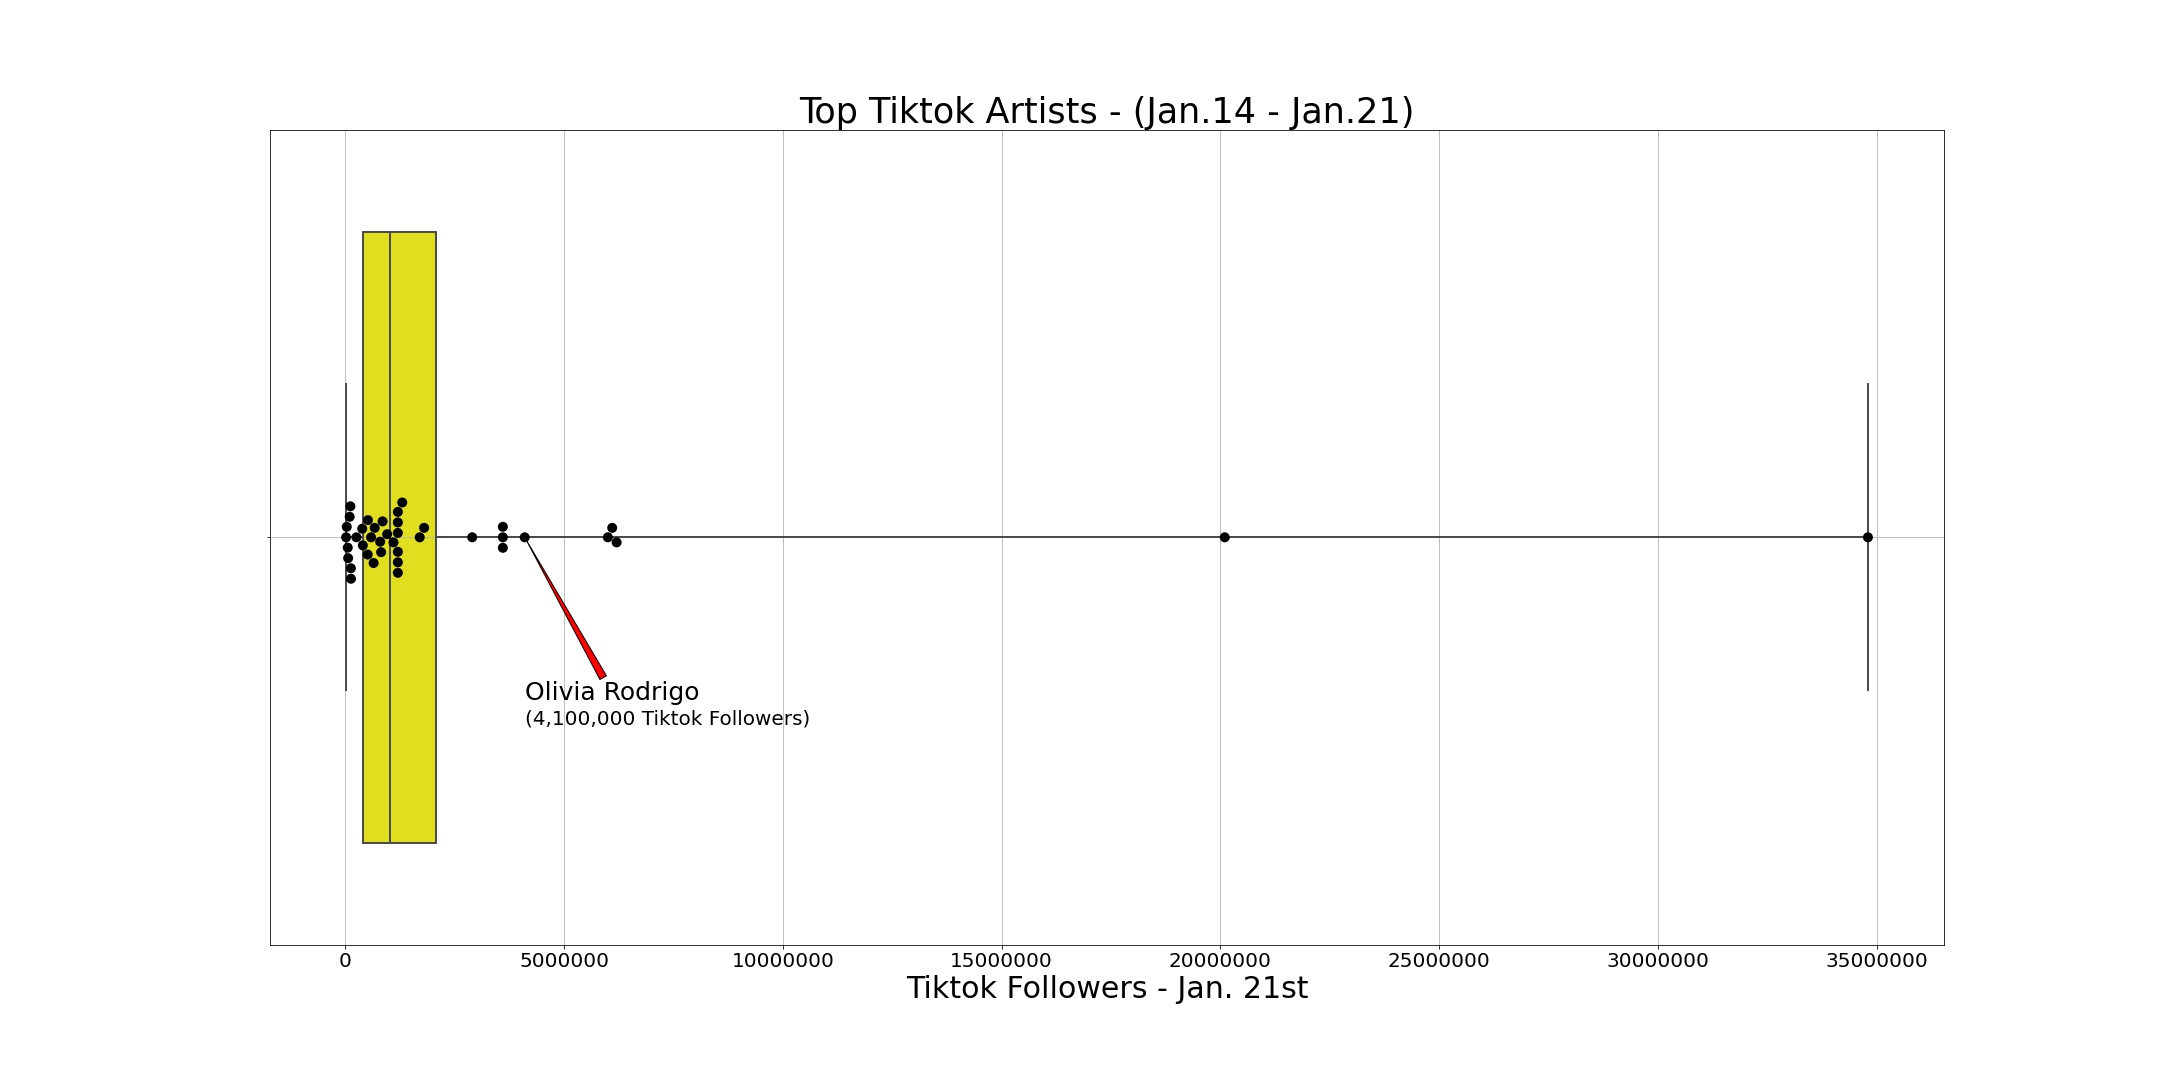 Top Tiktok Artists - (Jan.14 - Jan.21)
Olivia Rodrigo
(4,100,000 Tiktok Followers)
0 5000000 10000000 15000000 20000000 25000000 30000000 35000000
Tiktok Followers - Jan. 21st